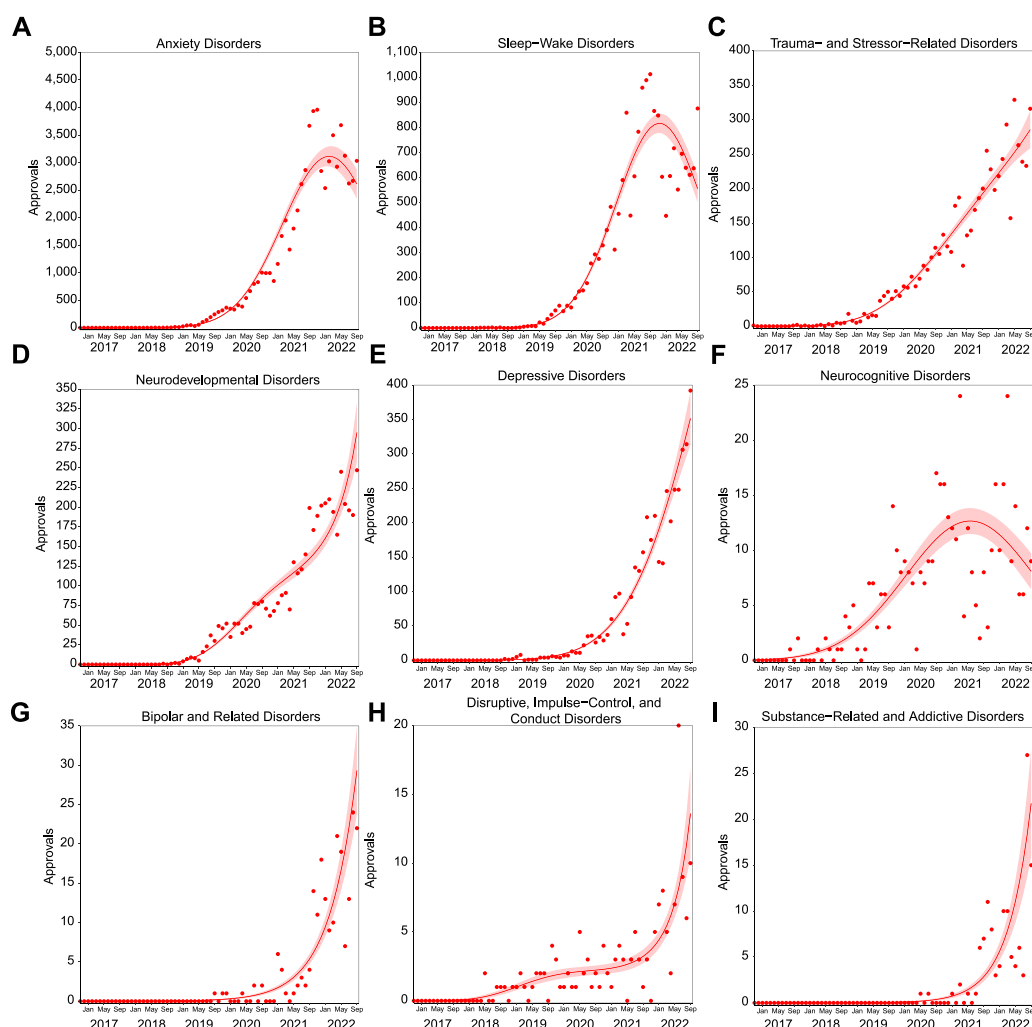 A
Anxiety Disorders
Approvals
5,000
4,500
4,000
3,500
3,000
2,500
2,000
1,500
1,000
500
0
Jan May Sep Jan May Sep Jan May Sep Jan May Sep Jan May Sep Jan May Sep
2017 2018 2019 2020 2021 2022
B
Sleep-Wake Disorders
Approvals
1,100
1,000
900
800
700
600
500
400
300
200
100
0
Jan May Sep Jan May Sep Jan May Sep Jan May Sep Jan May Sep Jan May Sep
2017 2018 2019 2020 2021 2022
C
Trauma- and Stressor-Related Disorders
Approvals
400
350
300
250
200
150
100
50
0
Jan May Sep Jan May Sep Jan May Sep Jan May Sep Jan May Sep Jan May Sep
2017 2018 2019 2020 2021 2022
D
Neurodevelopmental Disorders
Approvals
350
325
300
275
250
225
200
175
150
125
100
75
50
25
0
Jan May Sep Jan May Sep Jan May Sep Jan May Sep Jan May Sep Jan May Sep
2017 2018 2019 2020 2021 2022
E
Depressive Disorders
Approvals
400
350
300
250
200
150
100
50
0
Jan May Sep Jan May Sep Jan May Sep Jan May Sep Jan May Sep Jan May Sep
2017 2018 2019 2020 2021 2022
F
Neurocognitive Disorders
Approvals
25
20
15
10
5
0
Jan May Sep Jan May Sep Jan May Sep Jan May Sep Jan May Sep Jan May Sep
2017 2018 2019 2020 2021 2022
G
Bipolar and Related Disorders
Approvals
35
30
25
20
15
10
5
0
Jan May Sep Jan May Sep Jan May Sep Jan May Sep Jan May Sep Jan May Sep
2017 2018 2019 2020 2021 2022
H
Disruptive, Impulse-Control, and
Conduct Disorders
Approvals
20
15
10
5
0
Jan May Sep Jan May Sep Jan May Sep Jan May Sep Jan May Sep Jan May Sep
2017 2018 2019 2020 2021 2022
I
Substance-Related and Addictive Disorders
Approvals
30
25
20
15
10
5
0
Jan May Sep Jan May Sep Jan May Sep Jan May Sep Jan May Sep Jan May Sep
2017 2018 2019 2020 2021 2022